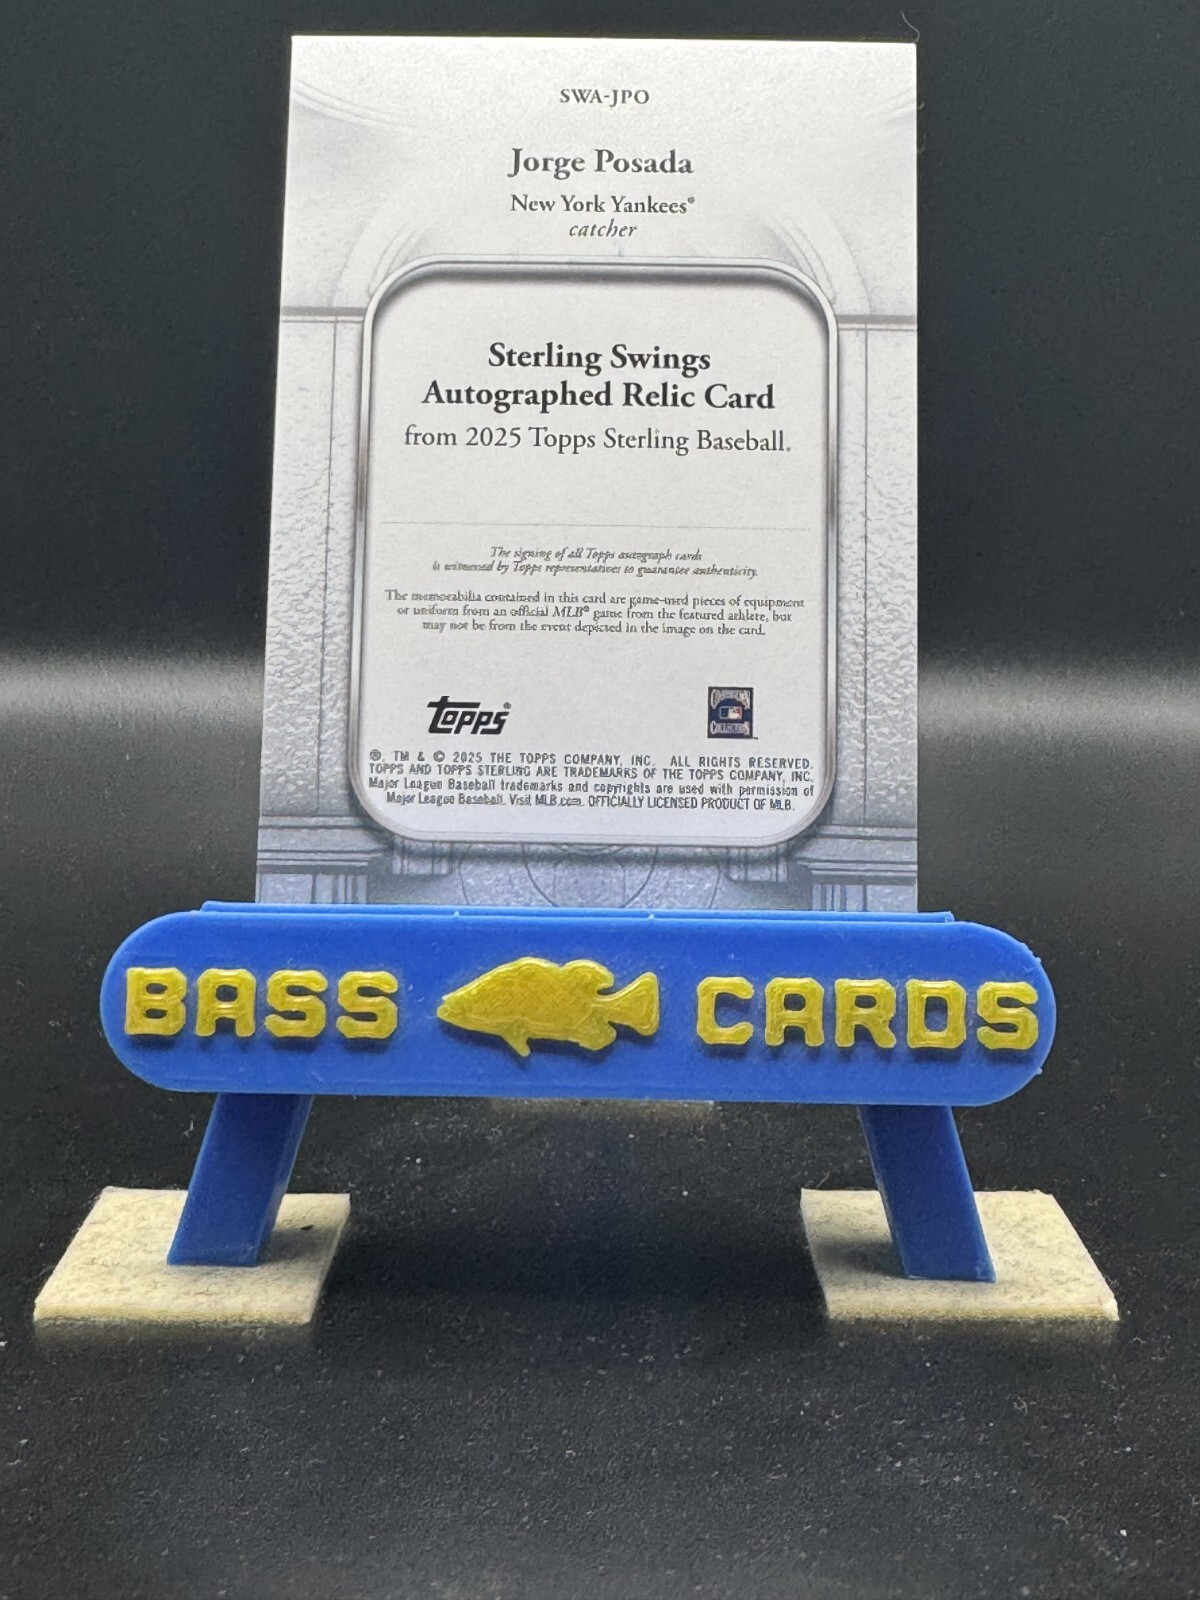 SWA-JPO
Jorge Posada
New York Yankees®
catcher
Sterling Swings
Autographed Relic Card
from 2025 Topps Sterling Baseball.
The signing of all Topps autograph cards
is witnessed by Topps representatives to guarantee authenticity.
The memorabilia contained in this card are game-used pieces of equipment
or uniform from an official MLB® game from the featured athlete, but
may not be from the event depicted in the image on the card.
topps®
®, TM & © 2025 THE TOPPS COMPANY, INC. ALL RIGHTS RESERVED.
TOPPS AND TOPPS STERLING ARE TRADEMARKS OF THE TOPPS COMPANY, INC.
Major League Baseball trademarks and copyrights are used with permission of
Major League Baseball. Visit MLB.com. OFFICIALLY LICENSED PRODUCT OF MLB.
BASS CARDS